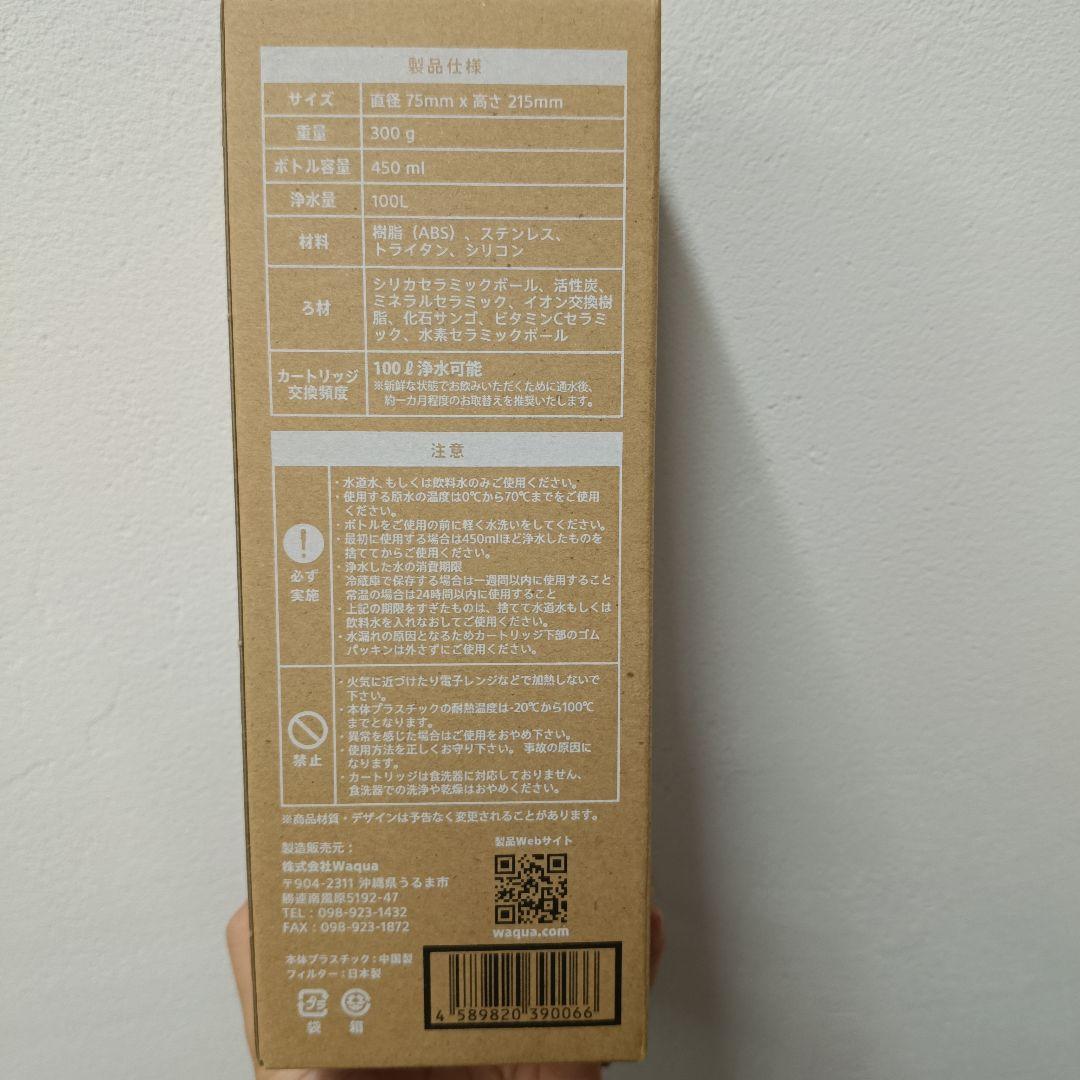 製品仕様
サイズ 直径 75mm x 高さ 215mm
重量 300 g
ボトル容量 450 ml
浄水量 100L
材料 樹脂（ABS）、ステンレス、
トライタン、シリコン
ろ材 シリカセラミックボール、活性炭、
ミネラルセラミック、イオン交換樹
脂、化石サンゴ、ビタミンCセラミ
ック、水素セラミックボール
カートリッジ
交換頻度
100ℓ浄水可能
※新鮮な状態でお飲みいただくために通水後、
約一カ月程度のお取替えを推奨いたします。
注意
必ず
実施
・水道水、もしくは飲料水のみご使用ください。
・使用する原水の温度は0℃から70℃までをご使用
ください。
・ボトルをご使用の前に軽く水洗いをしてください。
・最初に使用する場合は450mlほど浄水したものを
捨ててからご使用ください。
・浄水した水の消費期限
冷蔵庫で保存する場合は一週間以内に使用すること
常温の場合は24時間以内に使用すること
・上記の期限をすぎたものは、捨てて水道水もしくは
飲料水を入れなおしてご使用ください。
・水漏れの原因となるためカートリッジ下部のゴム
パッキンは外さずにご使用ください。
禁止
・火気に近づけたり電子レンジなどで加熱しないで
下さい。
・本体プラスチックの耐熱温度は-20℃から100℃
までとなります。
・異常を感じた場合はご使用をおやめ下さい。
・使用方法を正しくお守り下さい。 事故の原因に
なります。
・カートリッジは食洗器に対応しておりません、
食洗器での洗浄や乾燥はおやめください。
※商品材質・デザインは予告なく変更されることがあります。
製造販売元：
株式会社Waqua
〒904-2311 沖縄県うるま市
勝連南風原5192-47
TEL：098-923-1432
FAX：098-923-1872
製品Webサイト
waqua.com
本体プラスチック：中国製
フィルター：日本製
プラ
袋 箱
4 589820 390066